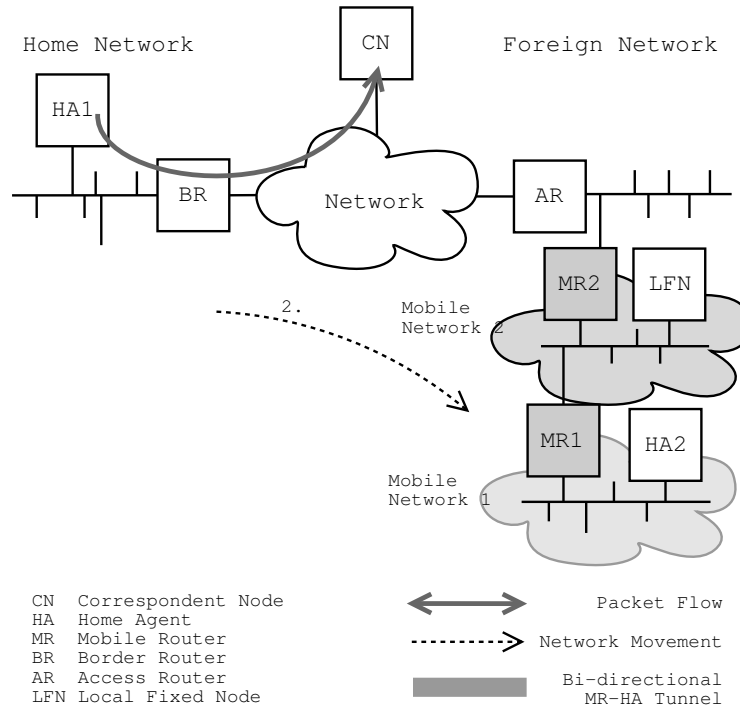 Home Network
CN
Foreign Network
HA1
BR
Network
AR
MR2
LFN
2.
Mobile
Network 2
MR1
HA2
Mobile
Network 1
CN Correspondent Node
HA Home Agent
MR Mobile Router
BR Border Router
AR Access Router
LFN Local Fixed Node
Packet Flow
Network Movement
Bi-directional
MR-HA Tunnel